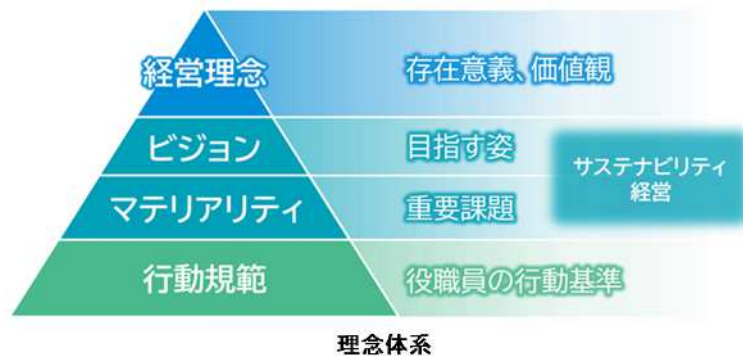 経営理念
存在意義、価値観
ビジョン
目指す姿
マテリアリティ
重要課題
サステナビリティ
経営
行動規範
役職員の行動基準
理念体系